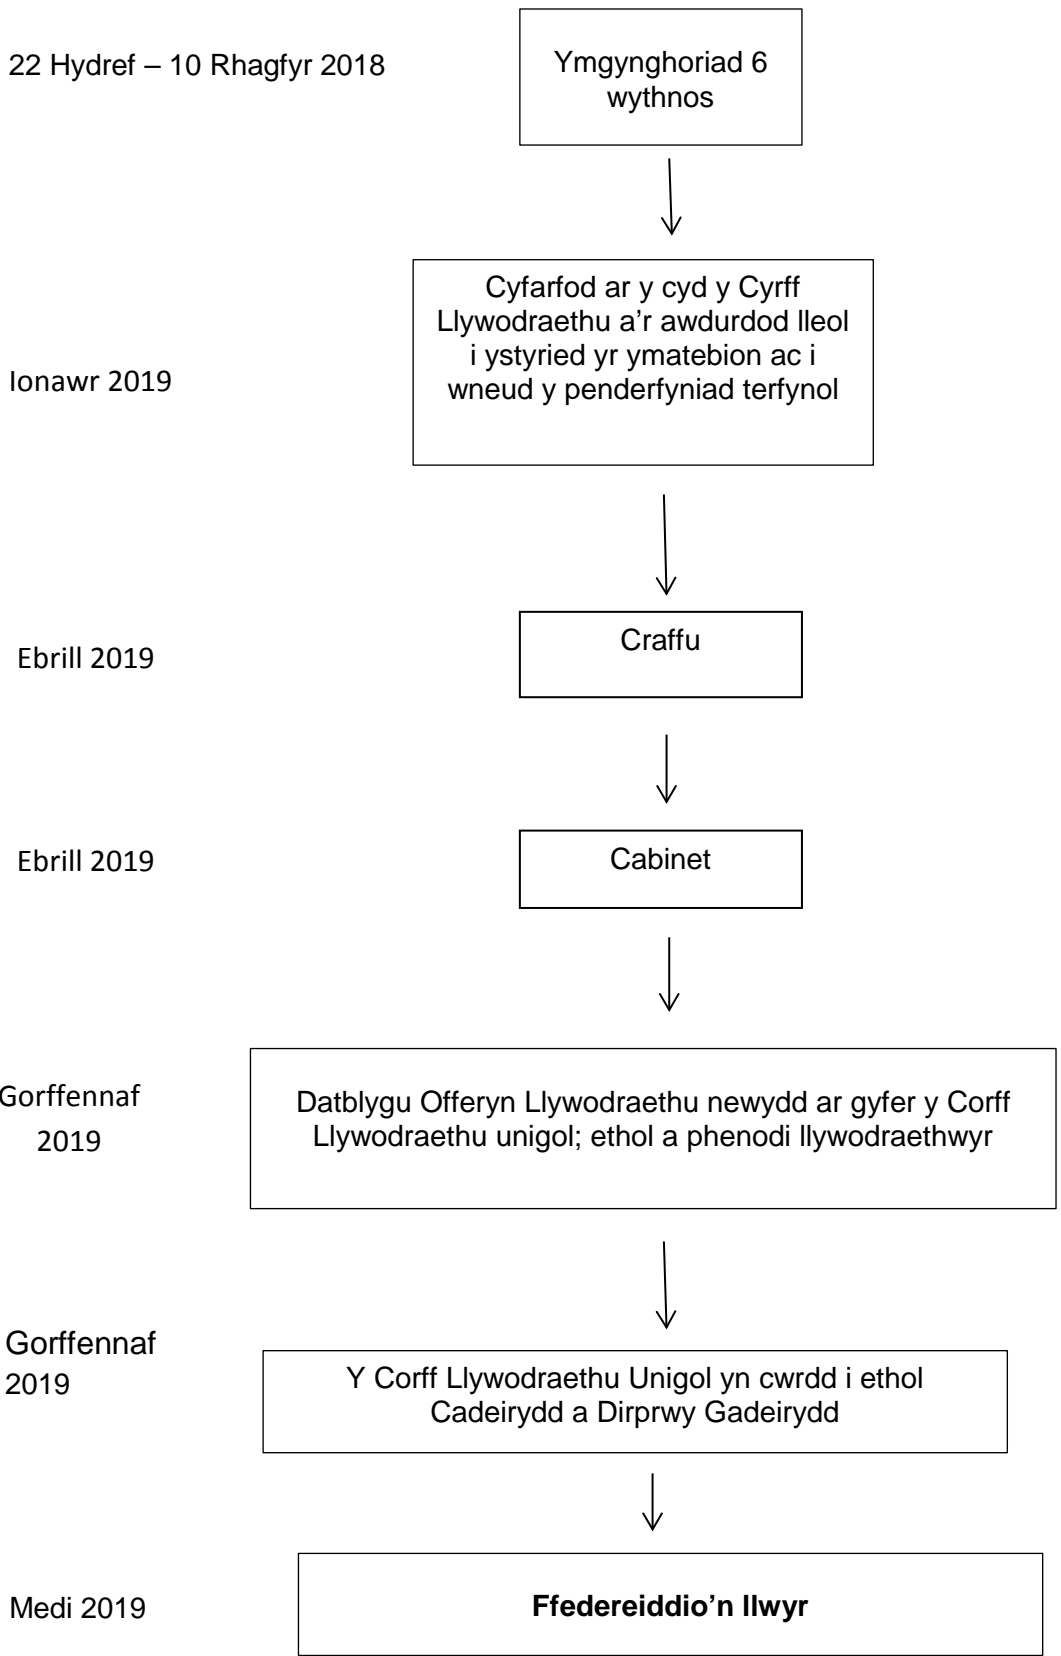 22 Hydref – 10 Rhagfyr 2018
Ymgynghoriad 6
wythnos
Ionawr 2019
Cyfarfod ar y cyd y Cyrff
Llywodraethu a'r awdurdod lleol
i ystyried yr ymatebion ac i
wneud y penderfyniad terfynol
Ebrill 2019
Craffu
Ebrill 2019
Cabinet
Gorffennaf
2019
Datblygu Offeryn Llywodraethu newydd ar gyfer y Corff
Llywodraethu unigol; ethol a phenodi llywodraethwyr
Gorffennaf
2019
Y Corff Llywodraethu Unigol yn cwrdd i ethol
Cadeirydd a Dirprwy Gadeirydd
Medi 2019
Ffedereiddio'n llwyr